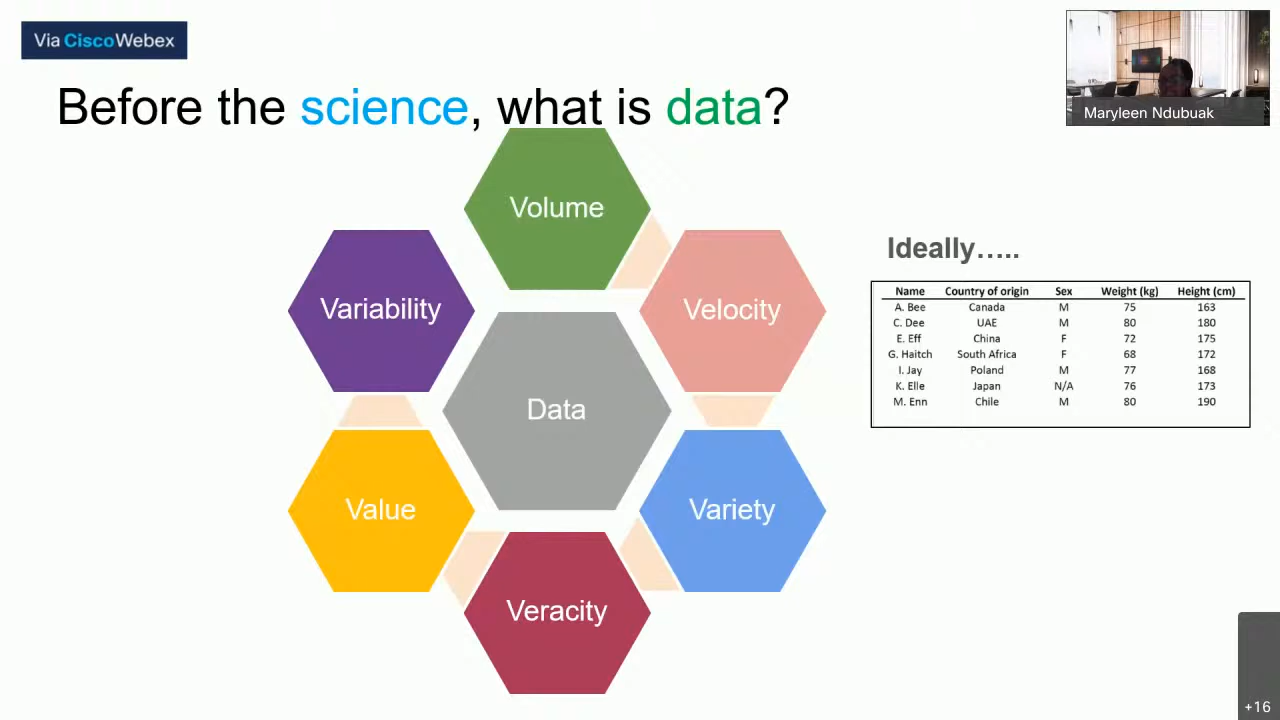 Via CiscoWebex
Maryleen Ndubuak
Before the science, what is data?
Volume
Variability
Velocity
Data
Value
Variety
Veracity
Ideally…..
Name Country of origin Sex Weight (kg) Height (cm)
A. Bee Canada M 75 163
C. Dee UAE M 80 180
E. Eff China F 72 175
G. Haitch South Africa F 68 172
I. Jay Poland M 77 168
K. Elle Japan N/A 76 173
M. Enn Chile M 80 190
+16